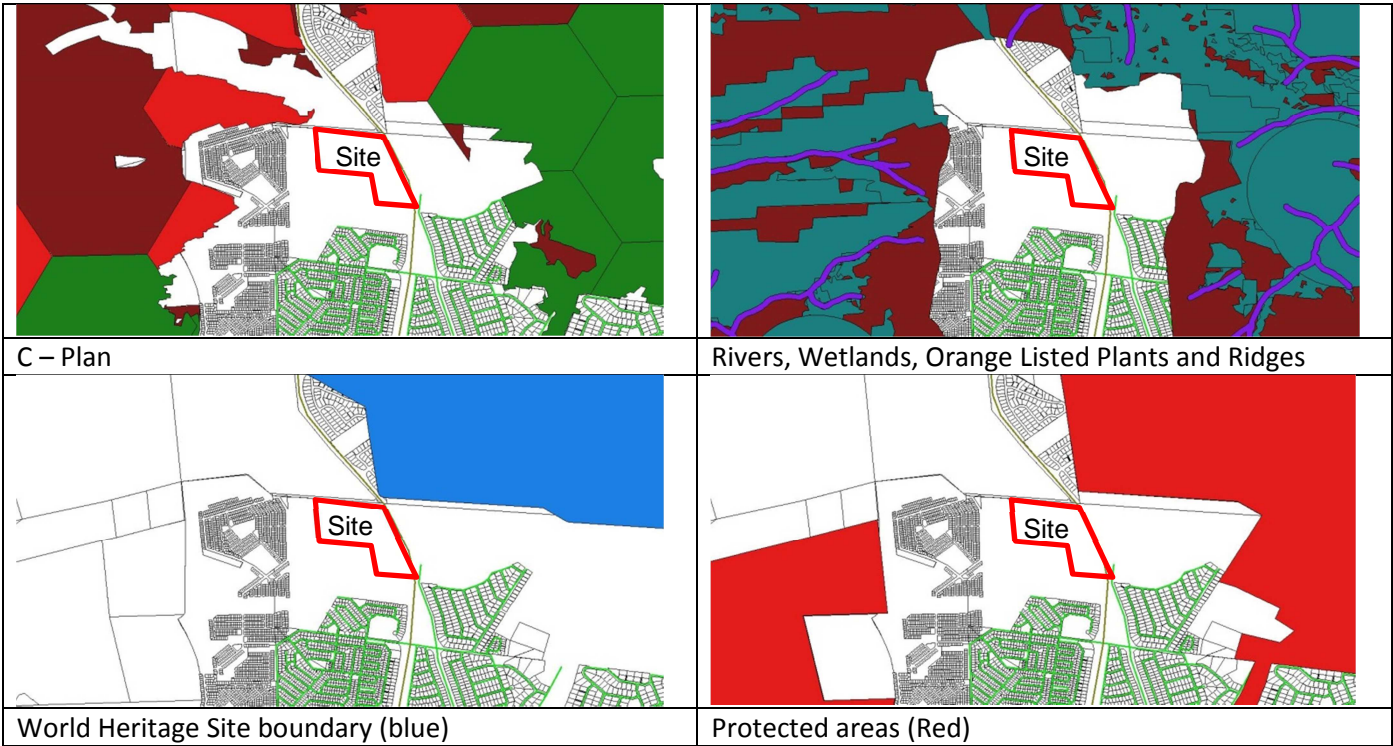 Site
Site
C – Plan
Rivers, Wetlands, Orange Listed Plants and Ridges
Site
Site
World Heritage Site boundary (blue)
Protected areas (Red)